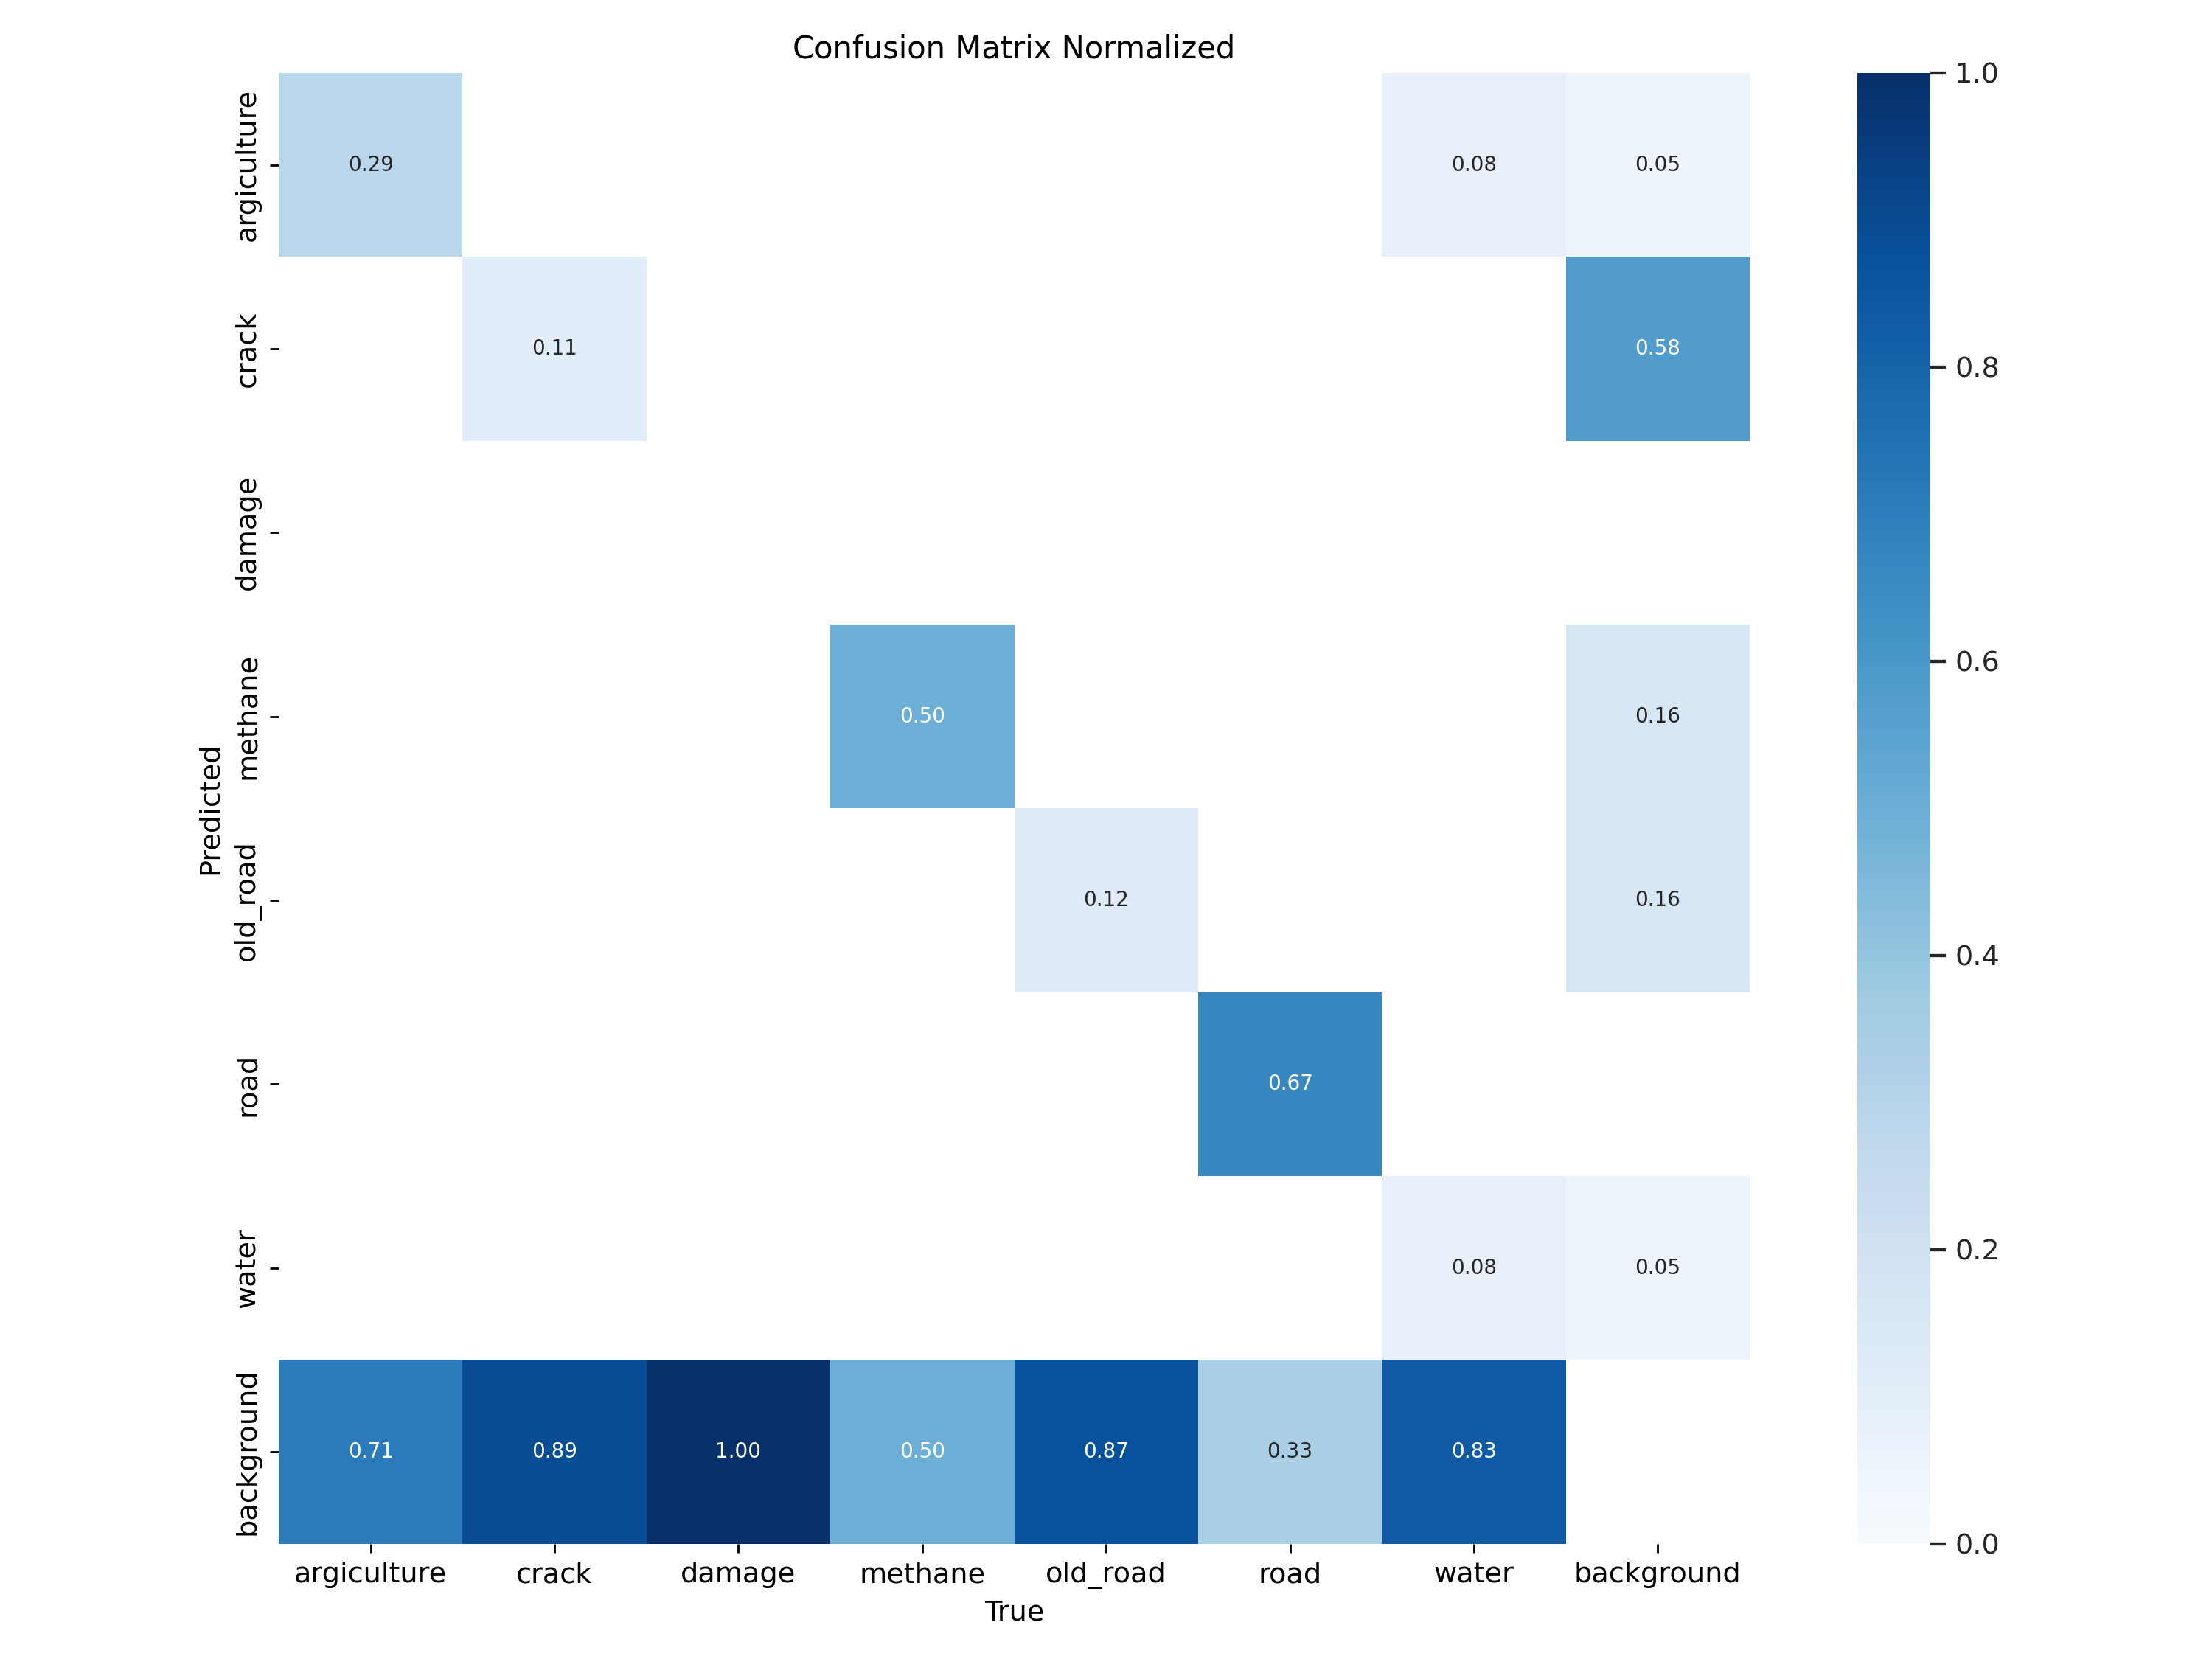 Confusion Matrix Normalized
1.0
argiculture
0.29
0.08
0.05
crack
0.11
0.58
0.8
damage
0.6
methane
0.50
0.16
Predicted
old_road
0.12
0.16
0.4
road
0.67
water
0.08
0.05
0.2
background
0.71
0.89
1.00
0.50
0.87
0.33
0.83
0.0
argiculture
crack
damage
methane
old_road
road
water
background
True